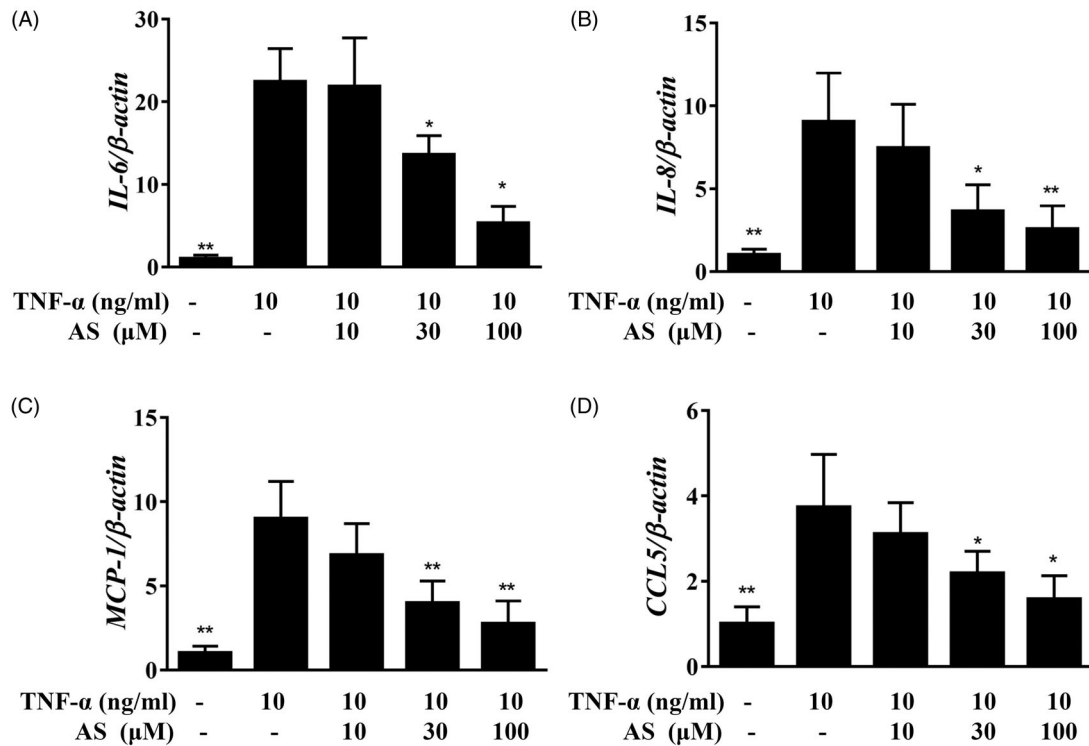 (A)
IL-6/β-actin
30
20
10
0
**
*
*
TNF-α (ng/ml) - 10 10 10 10
AS (μM) - - 10 30 100
(B)
IL-8/β-actin
15
10
5
0
**
*
**
TNF-α (ng/ml) - 10 10 10 10
AS (μM) - - 10 30 100
(C)
MCP-1/β-actin
15
10
5
0
**
**
**
TNF-α (ng/ml) - 10 10 10 10
AS (μM) - - 10 30 100
(D)
CCL5/β-actin
6
4
2
0
**
*
*
TNF-α (ng/ml) - 10 10 10 10
AS (μM) - - 10 30 100